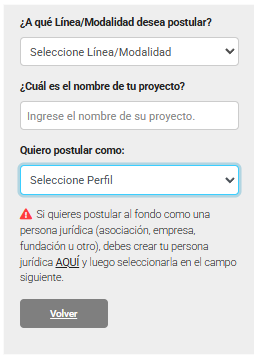 ¿A qué Línea/Modalidad desea postular?
Seleccione Línea/Modalidad
¿Cuál es el nombre de tu proyecto?
Ingrese el nombre de su proyecto.
Quiero postular como:
Seleccione Perfil
Si quieres postular al fondo como una
persona jurídica (asociación, empresa,
fundación u otro), debes crear tu persona
jurídica AQUÍ y luego seleccionarla en el campo
siguiente.
Volver